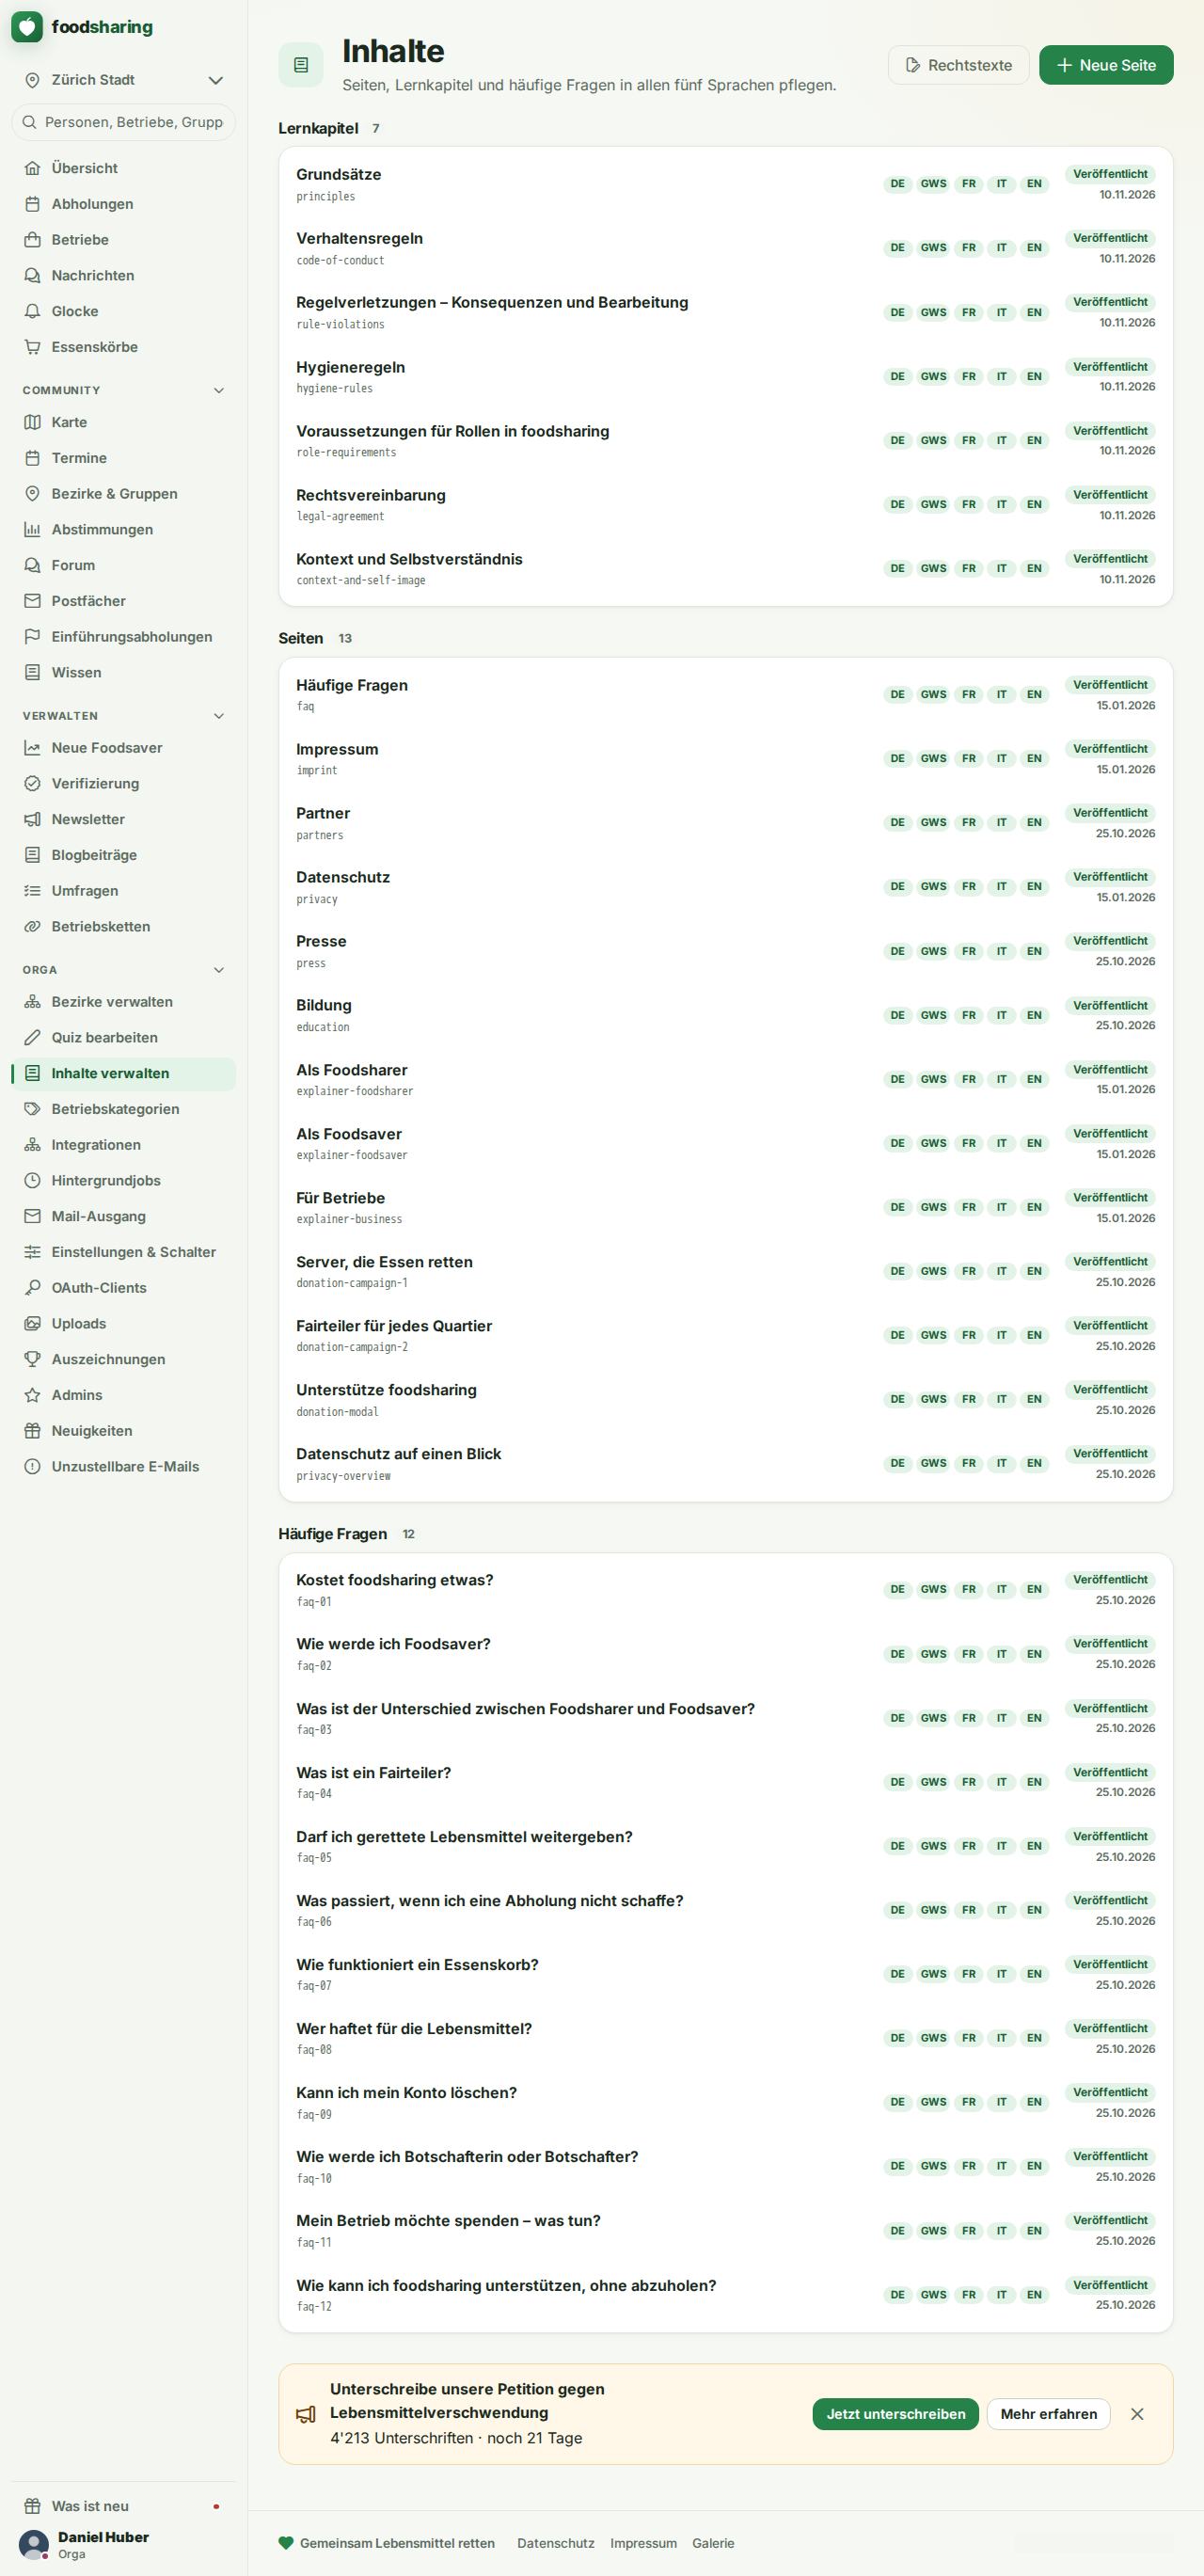 foodsharing
Zürich Stadt
Personen, Betriebe, Grupp
Übersicht
Abholungen
Betriebe
Nachrichten
Glocke
Essenskörbe
COMMUNITY
Karte
Termine
Bezirke & Gruppen
Abstimmungen
Forum
Postfächer
Einführungsabholungen
Wissen
VERWALTEN
Neue Foodsaver
Verifizierung
Newsletter
Blogbeiträge
Umfragen
Betriebsketten
ORGA
Bezirke verwalten
Quiz bearbeiten
Inhalte verwalten
Betriebskategorien
Integrationen
Hintergrundjobs
Mail-Ausgang
Einstellungen & Schalter
OAuth-Clients
Uploads
Auszeichnungen
Admins
Neuigkeiten
Unzustellbare E-Mails
Was ist neu
Daniel Huber
Orga
Inhalte
Seiten, Lernkapitel und häufige Fragen in allen fünf Sprachen pflegen.
Rechtstexte
Neue Seite
Lernkapitel 7
Grundsätze
principles
DE GWS FR IT EN
Veröffentlicht
10.11.2026
Verhaltensregeln
code-of-conduct
DE GWS FR IT EN
Veröffentlicht
10.11.2026
Regelverletzungen – Konsequenzen und Bearbeitung
rule-violations
DE GWS FR IT EN
Veröffentlicht
10.11.2026
Hygieneregeln
hygiene-rules
DE GWS FR IT EN
Veröffentlicht
10.11.2026
Voraussetzungen für Rollen in foodsharing
role-requirements
DE GWS FR IT EN
Veröffentlicht
10.11.2026
Rechtsvereinbarung
legal-agreement
DE GWS FR IT EN
Veröffentlicht
10.11.2026
Kontext und Selbstverständnis
context-and-self-image
DE GWS FR IT EN
Veröffentlicht
10.11.2026
Seiten 13
Häufige Fragen
faq
DE GWS FR IT EN
Veröffentlicht
15.01.2026
Impressum
imprint
DE GWS FR IT EN
Veröffentlicht
15.01.2026
Partner
partners
DE GWS FR IT EN
Veröffentlicht
25.10.2026
Datenschutz
privacy
DE GWS FR IT EN
Veröffentlicht
15.01.2026
Presse
press
DE GWS FR IT EN
Veröffentlicht
25.10.2026
Bildung
education
DE GWS FR IT EN
Veröffentlicht
25.10.2026
Als Foodsharer
explainer-foodsharer
DE GWS FR IT EN
Veröffentlicht
15.01.2026
Als Foodsaver
explainer-foodsaver
DE GWS FR IT EN
Veröffentlicht
15.01.2026
Für Betriebe
explainer-business
DE GWS FR IT EN
Veröffentlicht
15.01.2026
Server, die Essen retten
donation-campaign-1
DE GWS FR IT EN
Veröffentlicht
25.10.2026
Fairteiler für jedes Quartier
donation-campaign-2
DE GWS FR IT EN
Veröffentlicht
25.10.2026
Unterstütze foodsharing
donation-modal
DE GWS FR IT EN
Veröffentlicht
25.10.2026
Datenschutz auf einen Blick
privacy-overview
DE GWS FR IT EN
Veröffentlicht
25.10.2026
Häufige Fragen 12
Kostet foodsharing etwas?
faq-01
DE GWS FR IT EN
Veröffentlicht
25.10.2026
Wie werde ich Foodsaver?
faq-02
DE GWS FR IT EN
Veröffentlicht
25.10.2026
Was ist der Unterschied zwischen Foodsharer und Foodsaver?
faq-03
DE GWS FR IT EN
Veröffentlicht
25.10.2026
Was ist ein Fairteiler?
faq-04
DE GWS FR IT EN
Veröffentlicht
25.10.2026
Darf ich gerettete Lebensmittel weitergeben?
faq-05
DE GWS FR IT EN
Veröffentlicht
25.10.2026
Was passiert, wenn ich eine Abholung nicht schaffe?
faq-06
DE GWS FR IT EN
Veröffentlicht
25.10.2026
Wie funktioniert ein Essenskorb?
faq-07
DE GWS FR IT EN
Veröffentlicht
25.10.2026
Wer haftet für die Lebensmittel?
faq-08
DE GWS FR IT EN
Veröffentlicht
25.10.2026
Kann ich mein Konto löschen?
faq-09
DE GWS FR IT EN
Veröffentlicht
25.10.2026
Wie werde ich Botschafterin oder Botschafter?
faq-10
DE GWS FR IT EN
Veröffentlicht
25.10.2026
Mein Betrieb möchte spenden – was tun?
faq-11
DE GWS FR IT EN
Veröffentlicht
25.10.2026
Wie kann ich foodsharing unterstützen, ohne abzuholen?
faq-12
DE GWS FR IT EN
Veröffentlicht
25.10.2026
Unterschreibe unsere Petition gegen
Lebensmittelverschwendung
4'213 Unterschriften · noch 21 Tage
Jetzt unterschreiben
Mehr erfahren
Gemeinsam Lebensmittel retten Datenschutz Impressum Galerie